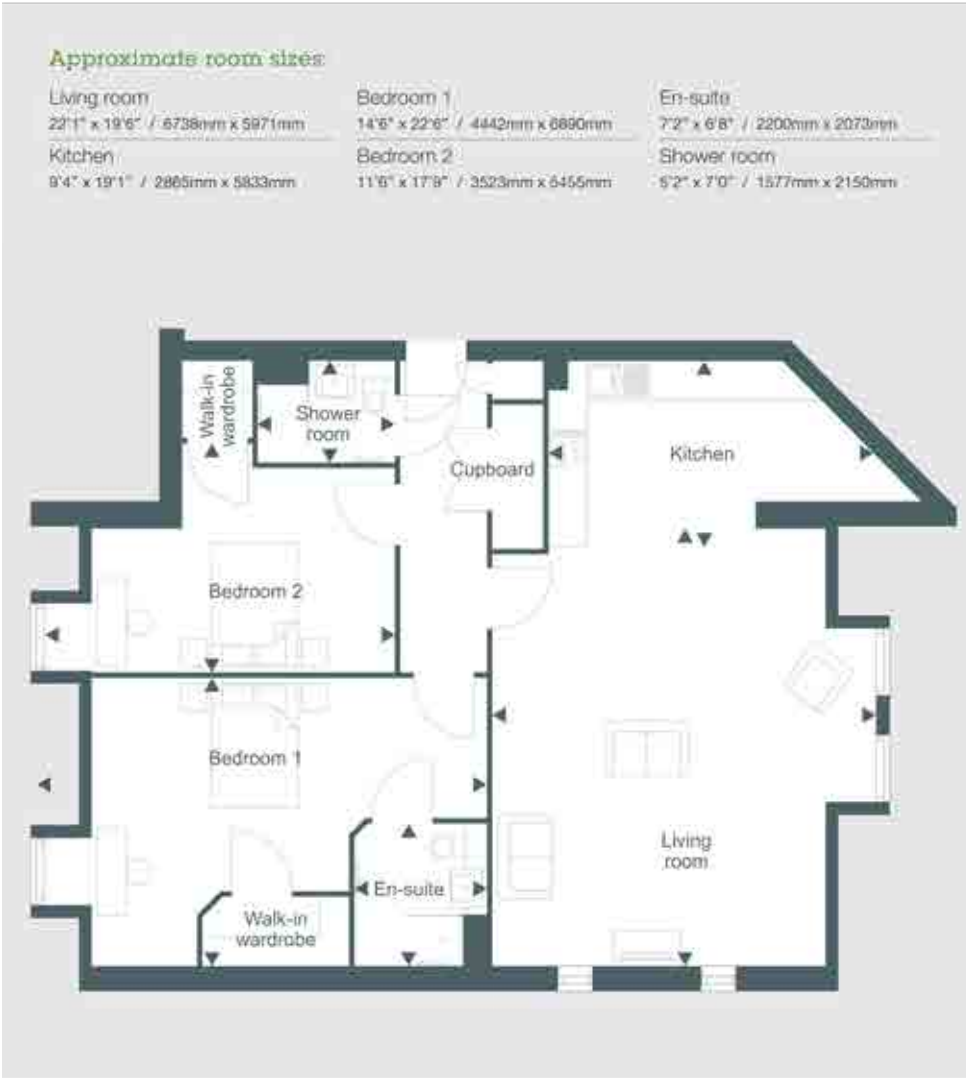 Approximate room sizes
Living room
22'1" x 19'6" / 6738mm x 5971mm
Kitchen
9'4" x 19'1" / 2865mm x 5833mm
Bedroom 1
14'6" x 22'6" / 4442mm x 6890mm
Bedroom 2
11'6" x 17'9" / 3523mm x 5455mm
En-suite
7'2" x 6'8" / 2200mm x 2073mm
Shower room
5'2" x 7'0" / 1577mm x 2150mm
Walk-in
wardrobe
Shower
room
Cupboard
Kitchen
Bedroom 2
Bedroom 1
Living
room
En-suite
Walk-in
wardrobe